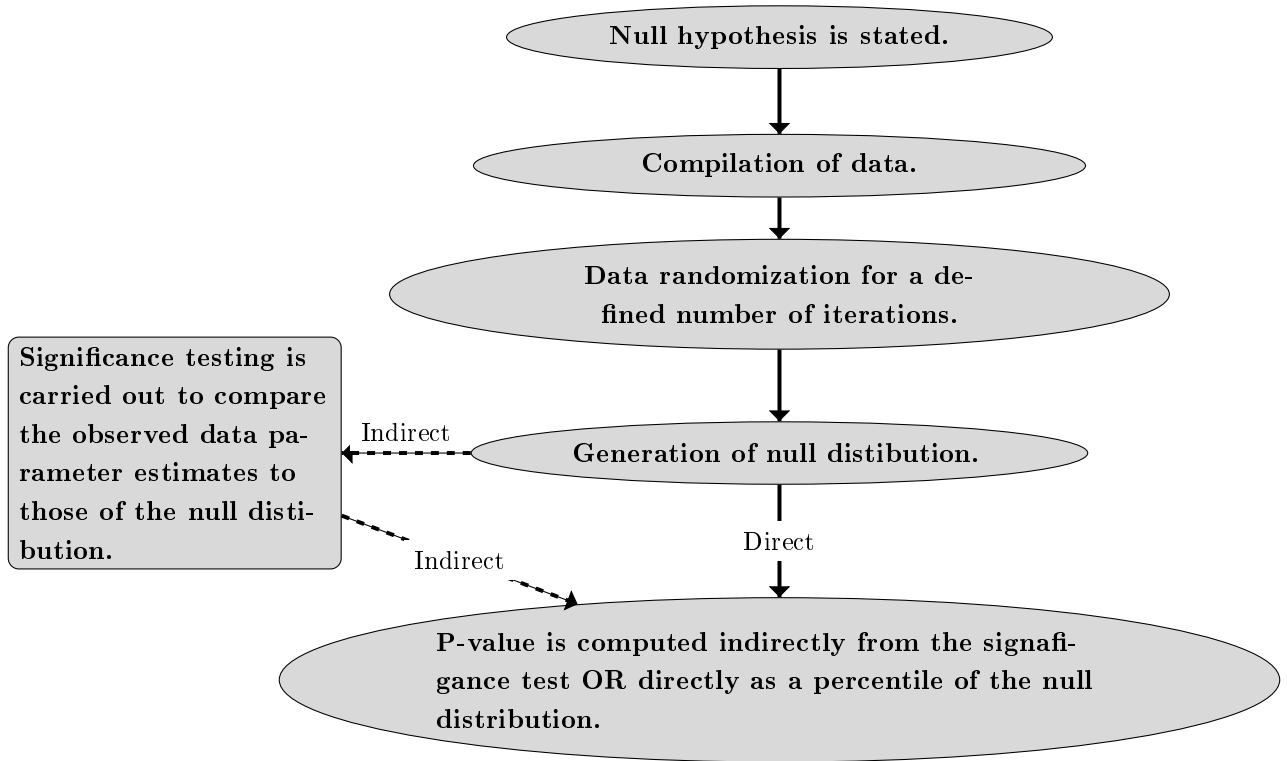 Null hypothesis is stated.
Compilation of data.
Data randomization for a de-
fined number of iterations.
Significance testing is
carried out to compare
the observed data pa-
rameter estimates to
those of the null disti-
bution.
Indirect
Generation of null distibution.
Direct
Indirect
P-value is computed indirectly from the signafi-
gance test OR directly as a percentile of the null
distribution.